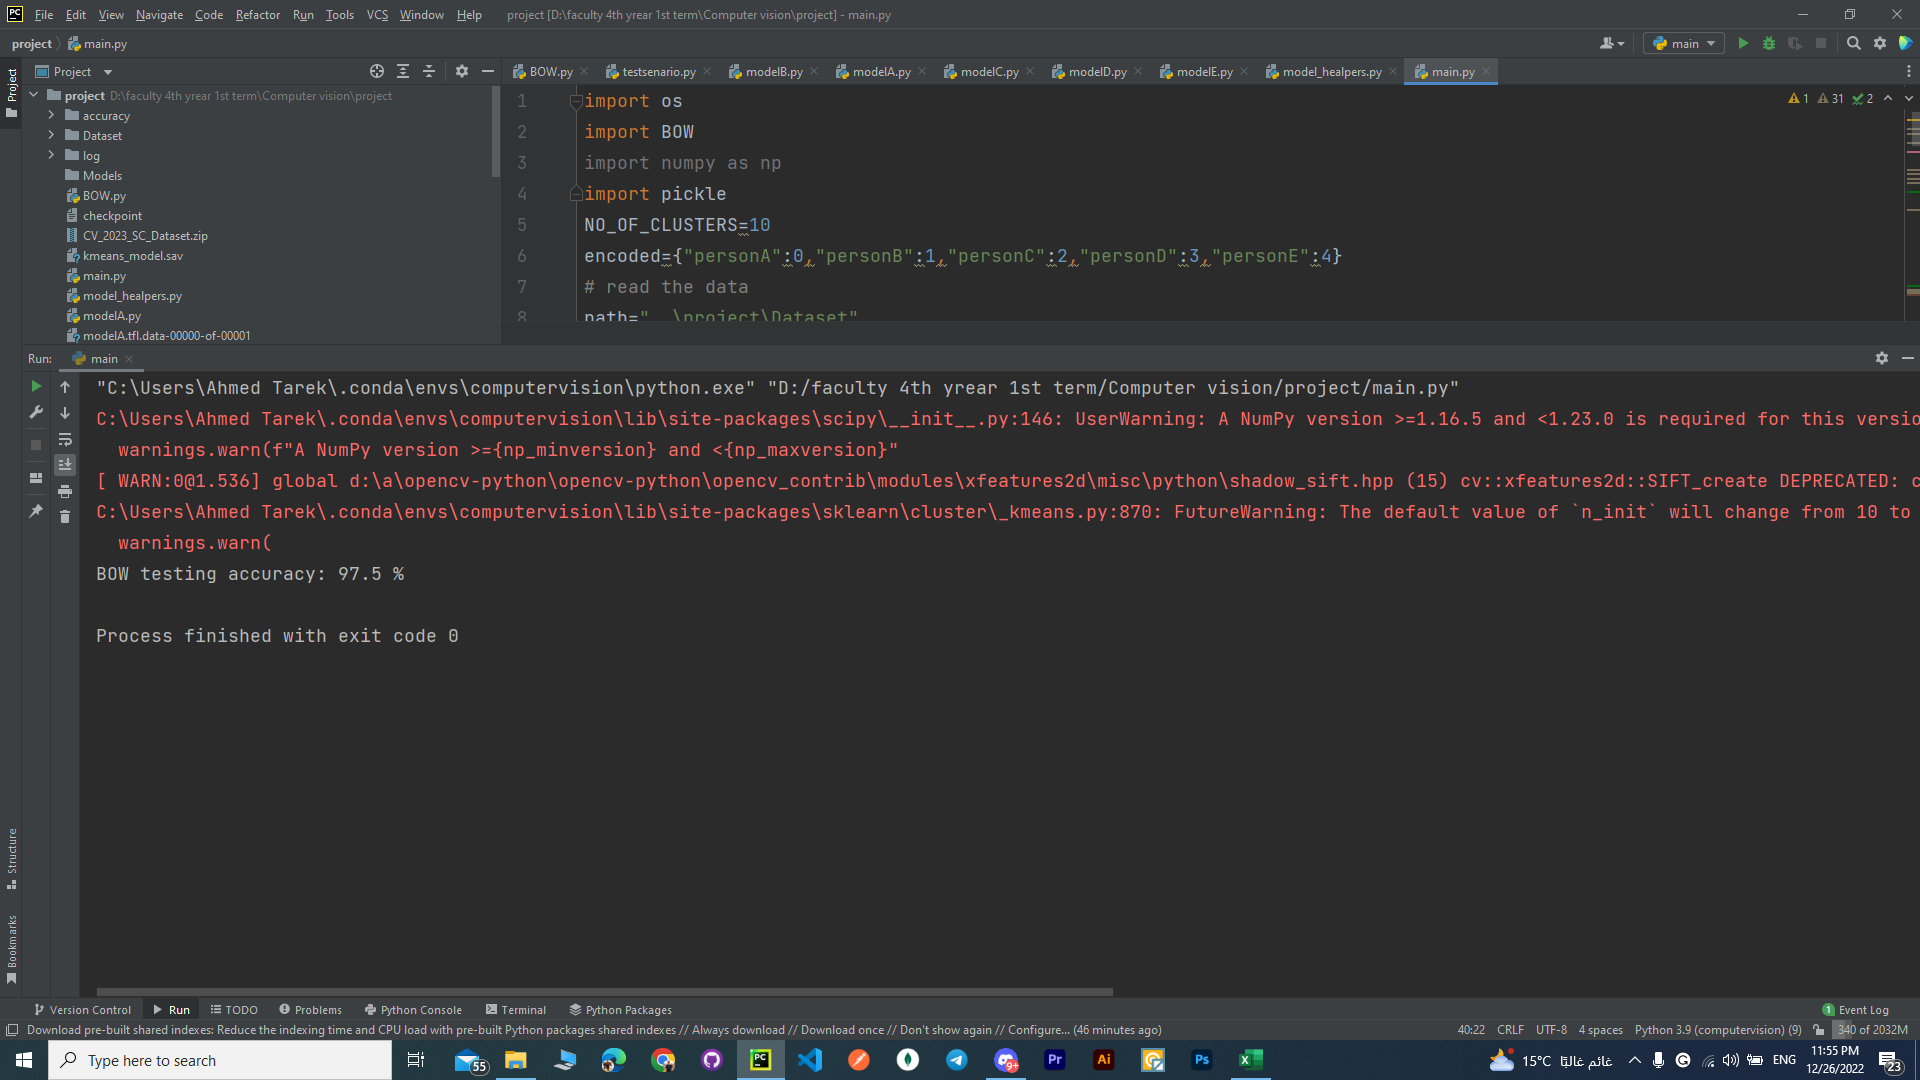 PC File Edit View Navigate Code Refactor Run Tools VCS Window Help project [D:\faculty 4th yrear 1st term\Computer vision\project] - main.py
project main.py main
Project
Project
BOW.py testsenario.py modelB.py modelA.py modelC.py modelD.py modelE.py model_healpers.py main.py
project D:\faculty 4th yrear 1st term\Computer vision\project
accuracy
Dataset
log
Models
BOW.py
checkpoint
CV_2023_SC_Dataset.zip
kmeans_model.sav
main.py
model_healpers.py
modelA.py
modelA.tfl.data-00000-of-00001
1 31 2
1 import os
2 import BOW
3 import numpy as np
4 import pickle
5 NO_OF_CLUSTERS=10
6 encoded={"personA":0,"personB":1,"personC":2,"personD":3,"personE":4}
7 # read the data
8 path="..\project\Dataset"
Run: main
"C:\Users\Ahmed Tarek\.conda\envs\computervision\python.exe" "D:/faculty 4th yrear 1st term/Computer vision/project/main.py"
C:\Users\Ahmed Tarek\.conda\envs\computervision\lib\site-packages\scipy\__init__.py:146: UserWarning: A NumPy version >=1.16.5 and <1.23.0 is required for this versio
warnings.warn(f"A NumPy version >={np_minversion} and <{np_maxversion}"
[ WARN:0@1.536] global d:\a\opencv-python\opencv-python\opencv_contrib\modules\xfeatures2d\misc\python\shadow_sift.hpp (15) cv::xfeatures2d::SIFT_create DEPRECATED: c
C:\Users\Ahmed Tarek\.conda\envs\computervision\lib\site-packages\sklearn\cluster\_kmeans.py:870: FutureWarning: The default value of `n_init` will change from 10 to
warnings.warn(
BOW testing accuracy: 97.5 %
Process finished with exit code 0
Structure
Bookmarks
Version Control Run TODO Problems Python Console Terminal Python Packages 1 Event Log
Download pre-built shared indexes: Reduce the indexing time and CPU load with pre-built Python packages shared indexes // Always download // Download once // Don't show again // Configure... (46 minutes ago) 40:22 CRLF UTF-8 4 spaces Python 3.9 (computervision) (9) 340 of 2032M
Type here to search 55 PC 9+ Pr Ai Ps 15°C غائم غالبًا ENG 11:55 PM
12/26/2022 23